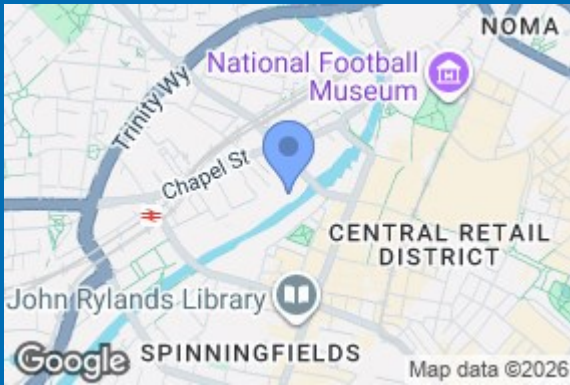 NOMA
National Football
Museum
Trinity Wy
Chapel St
CENTRAL RETAIL
DISTRICT
John Rylands Library
SPINNINGFIELDS
Google
Map data ©2026